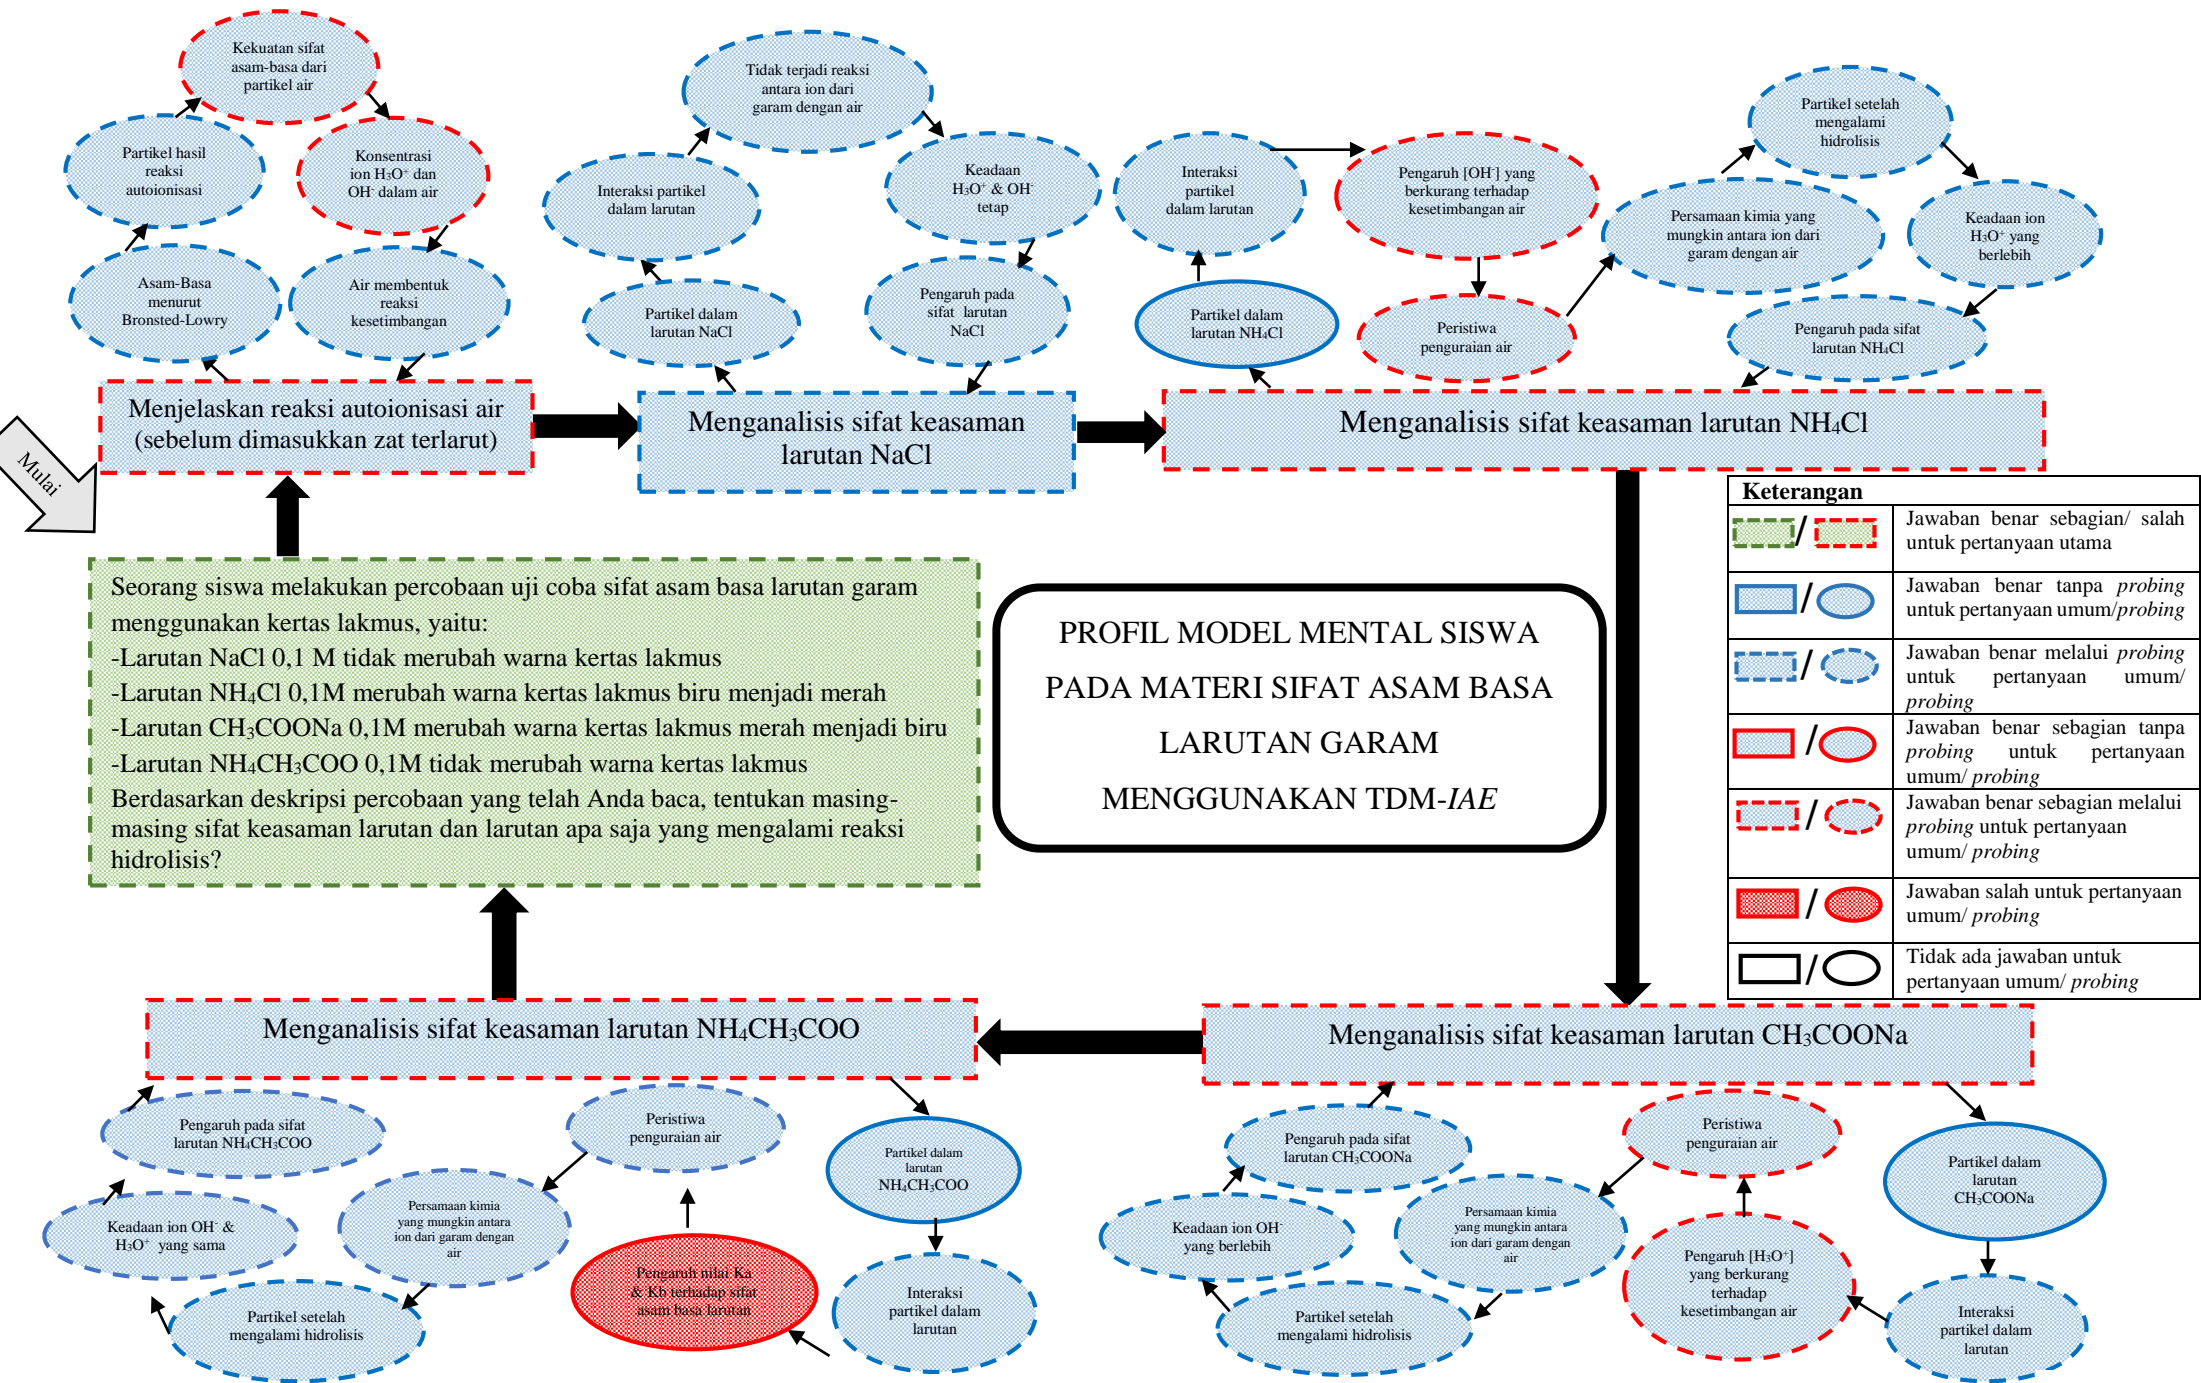 Kekuatan sifat
asam-basa dari
partikel air
Partikel hasil
reaksi
autoionisasi
Konsentrasi
ion H₃O⁺ dan
OH⁻ dalam air
Asam-Basa
menurut
Bronsted-Lowry
Air membentuk
reaksi
kesetimbangan
Tidak terjadi reaksi
antara ion dari
garam dengan air
Interaksi partikel
dalam larutan
Keadaan
H₃O⁺ & OH⁻
tetap
Partikel dalam
larutan NaCl
Pengaruh pada
sifat larutan
NaCl
Interaksi
partikel
dalam larutan
Pengaruh [OH⁻] yang
berkurang terhadap
kesetimbangan air
Partikel dalam
larutan NH₄Cl
Peristiwa
penguraian air
Partikel setelah
mengalami
hidrolisis
Persamaan kimia yang
mungkin antara ion dari
garam dengan air
Keadaan ion
H₃O⁺ yang
berlebih
Pengaruh pada sifat
larutan NH₄Cl
Mulai
Menjelaskan reaksi autoionisasi air
(sebelum dimasukkan zat terlarut)
Menganalisis sifat keasaman
larutan NaCl
Menganalisis sifat keasaman larutan NH₄Cl
Seorang siswa melakukan percobaan uji coba sifat asam basa larutan garam
menggunakan kertas lakmus, yaitu:
-Larutan NaCl 0,1 M tidak merubah warna kertas lakmus
-Larutan NH₄Cl 0,1M merubah warna kertas lakmus biru menjadi merah
-Larutan CH₃COONa 0,1M merubah warna kertas lakmus merah menjadi biru
-Larutan NH₄CH₃COO 0,1M tidak merubah warna kertas lakmus
Berdasarkan deskripsi percobaan yang telah Anda baca, tentukan masing-
masing sifat keasaman larutan dan larutan apa saja yang mengalami reaksi
hidrolisis?
PROFIL MODEL MENTAL SISWA
PADA MATERI SIFAT ASAM BASA
LARUTAN GARAM
MENGGUNAKAN TDM-IAE
Keterangan
/
Jawaban benar sebagian/ salah
untuk pertanyaan utama
/
Jawaban benar tanpa probing
untuk pertanyaan umum/probing
/
Jawaban benar melalui probing
untuk pertanyaan umum/
probing
/
Jawaban benar sebagian tanpa
probing untuk pertanyaan
umum/ probing
/
Jawaban benar sebagian melalui
probing untuk pertanyaan
umum/ probing
/
Jawaban salah untuk pertanyaan
umum/ probing
/
Tidak ada jawaban untuk
pertanyaan umum/ probing
Menganalisis sifat keasaman larutan NH₄CH₃COO
Menganalisis sifat keasaman larutan CH₃COONa
Pengaruh pada sifat
larutan NH₄CH₃COO
Peristiwa
penguraian air
Partikel dalam
larutan
NH₄CH₃COO
Keadaan ion OH⁻ &
H₃O⁺ yang sama
Persamaan kimia
yang mungkin antara
ion dari garam dengan
air
Pengaruh nilai Ka
& Kb terhadap sifat
asam basa larutan
Interaksi
partikel dalam
larutan
Partikel setelah
mengalami hidrolisis
Pengaruh pada sifat
larutan CH₃COONa
Peristiwa
penguraian air
Partikel dalam
larutan
CH₃COONa
Keadaan ion OH⁻
yang berlebih
Persamaan kimia
yang mungkin antara
ion dari garam dengan
air
Pengaruh [H₃O⁺]
yang berkurang
terhadap
kesetimbangan air
Partikel setelah
mengalami hidrolisis
Interaksi
partikel dalam
larutan